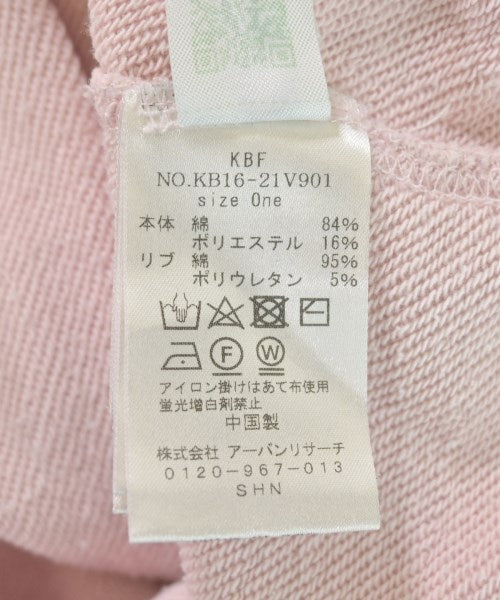 KBF
NO.KB16-21V901
size One
本体 綿 84%
ポリエステル 16%
リブ 綿 95%
ポリウレタン 5%
F W
アイロン掛けはあて布使用
蛍光増白剤禁止
中国製
株式会社 アーバンリサーチ
0120-967-013
SHN